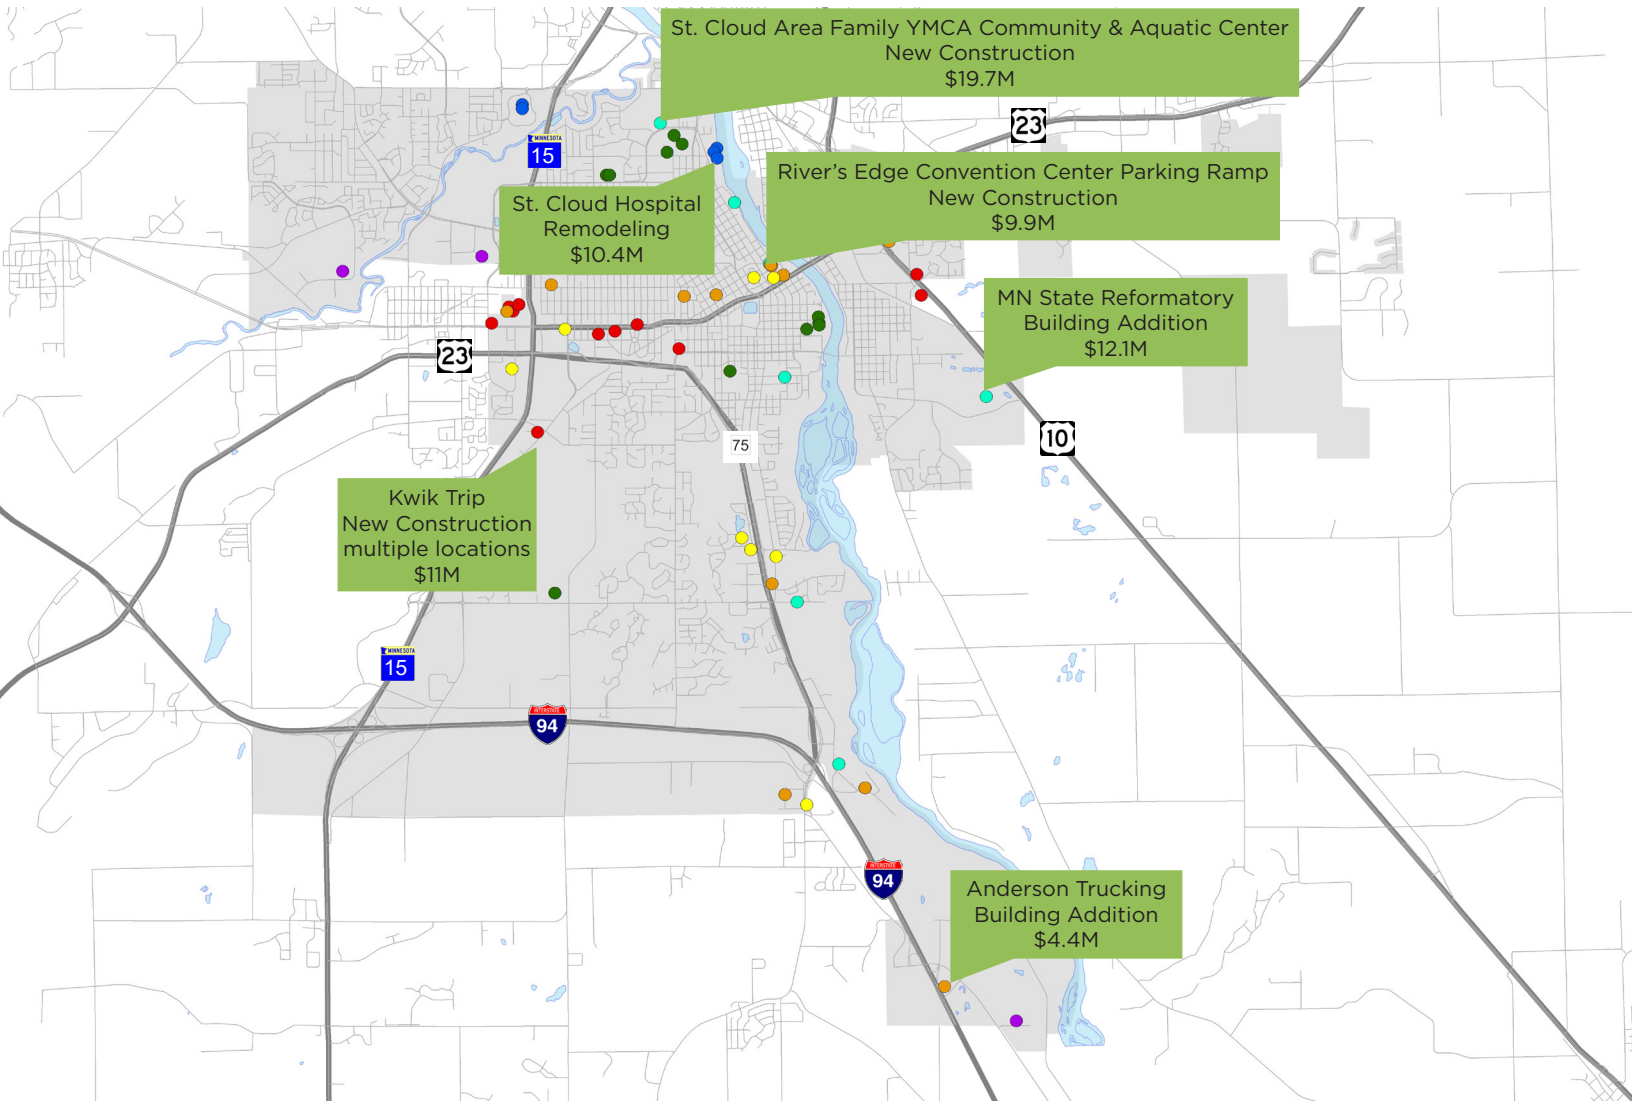 St. Cloud Area Family YMCA Community & Aquatic Center
New Construction
$19.7M
23
MINNESOTA
15
River's Edge Convention Center Parking Ramp
New Construction
$9.9M
St. Cloud Hospital
Remodeling
$10.4M
MN State Reformatory
Building Addition
$12.1M
23
10
75
Kwik Trip
New Construction
multiple locations
$11M
MINNESOTA
15
INTERSTATE
94
INTERSTATE
94
Anderson Trucking
Building Addition
$4.4M